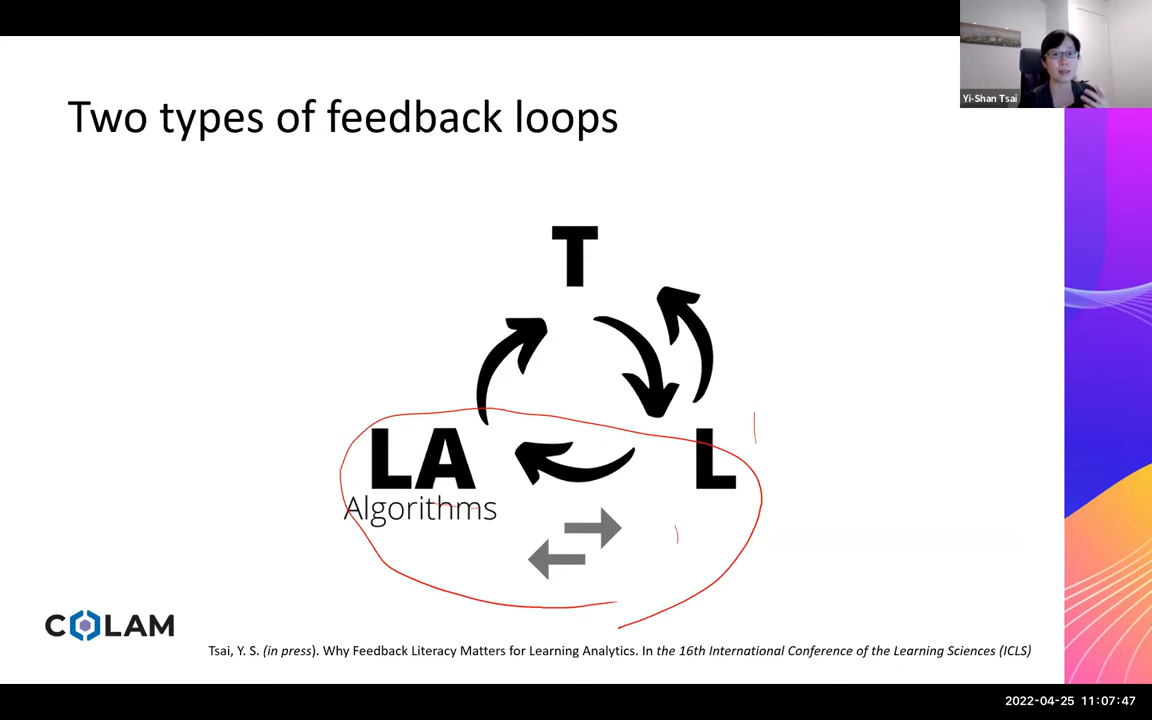 Yi-Shan Tsai
Two types of feedback loops
T
LA
L
Algorithms
COLAM
Tsai, Y. S. (in press). Why Feedback Literacy Matters for Learning Analytics. In the 16th International Conference of the Learning Sciences (ICLS)
2022-04-25 11:07:47